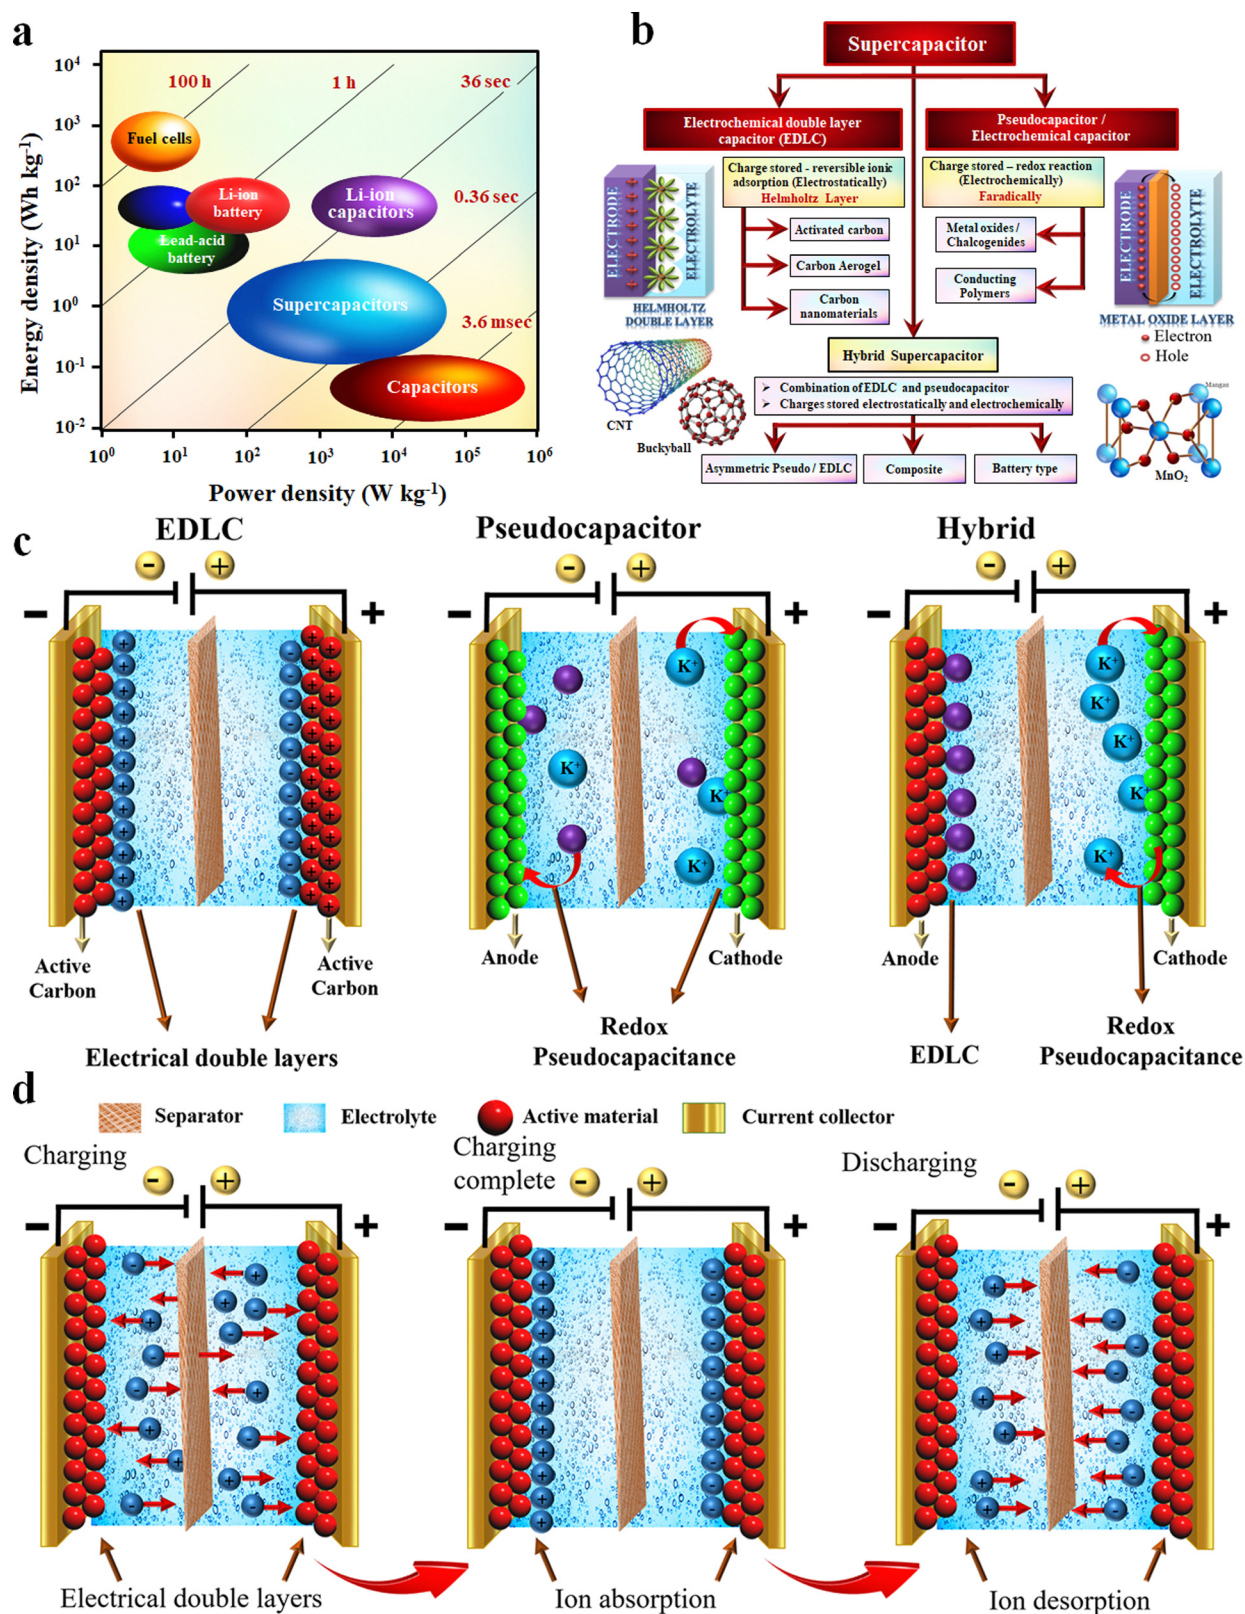 a
10⁴
10³
10²
10¹
10⁰
10⁻¹
10⁻²
Energy density (Wh kg⁻¹)
100 h
1 h
36 sec
0.36 sec
3.6 msec
Fuel cells
Li-ion
battery
Li-ion
capacitors
Lead-acid
battery
Supercapacitors
Capacitors
10⁰
10¹
10²
10³
10⁴
10⁵
10⁶
Power density (W kg⁻¹)
b
Supercapacitor
Electrochemical double layer
capacitor (EDLC)
Pseudocapacitor /
Electrochemical capacitor
Charge stored - reversible ionic
adsorption (Electrostatically)
Helmholtz Layer
Charge stored – redox reaction
(Electrochemically)
Faradically
Activated carbon
Carbon Aerogel
Carbon
nanomaterials
Metal oxides /
Chalcogenides
Conducting
Polymers
ELECTRODE
ELECTROLYTE
HELMHOLTZ
DOUBLE LAYER
ELECTRODE
ELECTROLYTE
METAL OXIDE LAYER
Electron
Hole
Hybrid Supercapacitor
➢ Combination of EDLC and pseudocapacitor
➢ Charges stored electrostatically and electrochemically
Asymmetric Pseudo / EDLC
Composite
Battery type
CNT
Buckyball
Mangan
MnO₂
c
EDLC
Pseudocapacitor
Hybrid
- +
- +
- +
- +
- +
- +
K⁺
K⁺
K⁺
K⁺
K⁺
K⁺
K⁺
K⁺
K⁺
Active
Carbon
Active
Carbon
Anode
Cathode
Anode
Cathode
Electrical double layers
Redox
Pseudocapacitance
EDLC
Redox
Pseudocapacitance
d
Separator
Electrolyte
Active material
Current collector
Charging
Charging
complete
Discharging
- +
- +
- +
- +
- +
- +
Electrical double layers
Ion absorption
Ion desorption